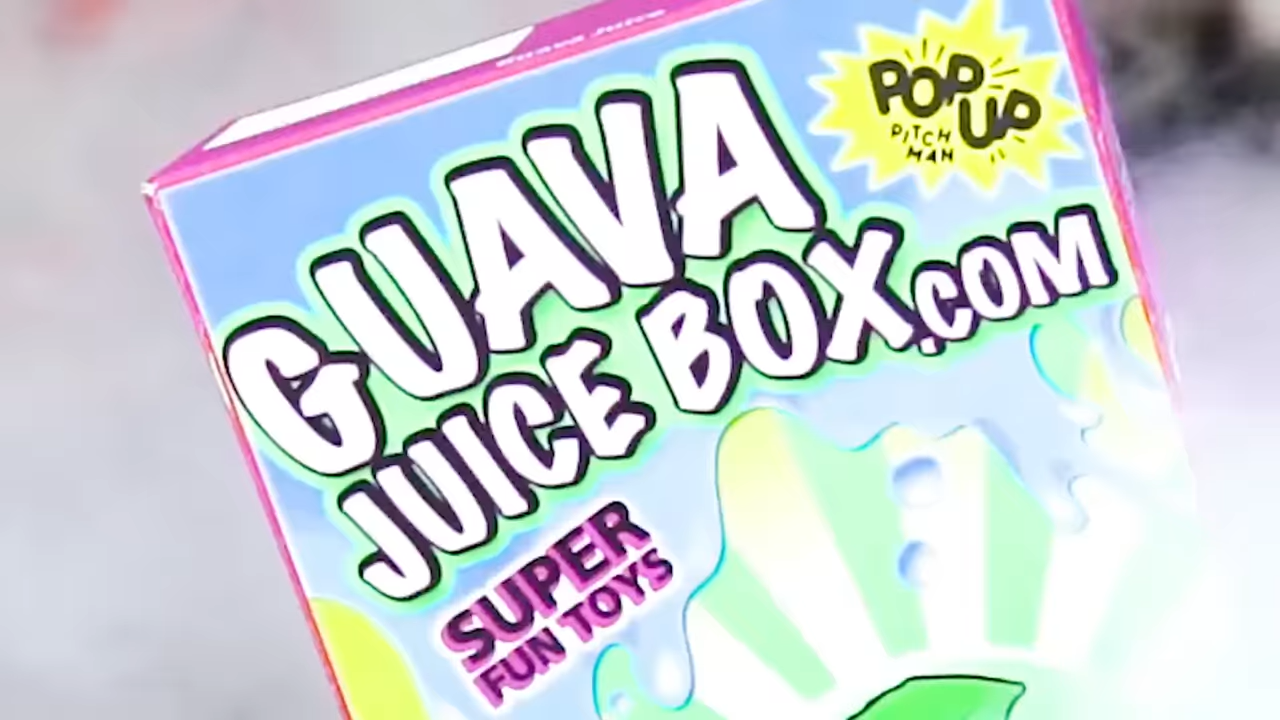 POP
UP
PITCH
MAN
GUAVA
JUICE BOX.COM
SUPER
FUN TOYS